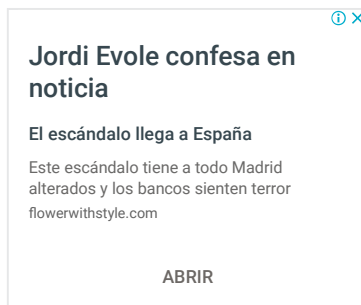 Jordi Evole confesa en
noticia
El escándalo llega a España
Este escándalo tiene a todo Madrid
alterados y los bancos sienten terror
flowerwithstyle.com
ABRIR